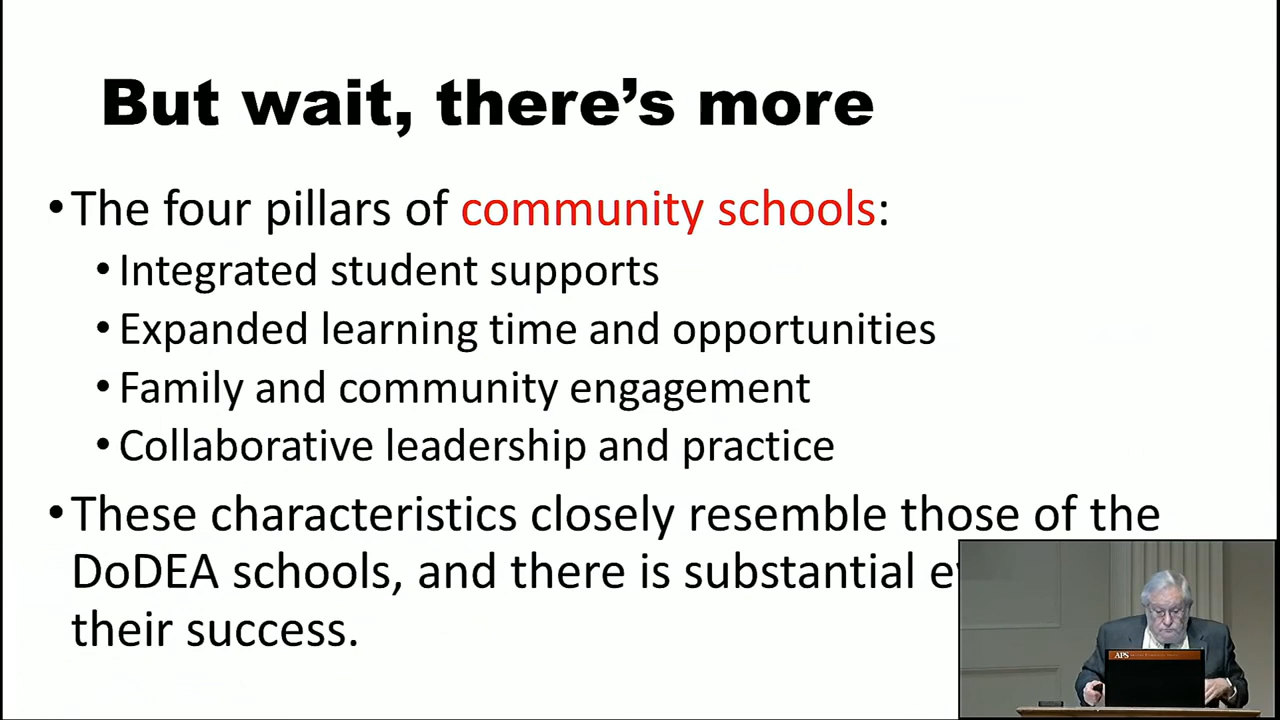 But wait, there's more
•The four pillars of community schools:
•Integrated student supports
•Expanded learning time and opportunities
•Family and community engagement
•Collaborative leadership and practice
•These characteristics closely resemble those of the
DoDEA schools, and there is substantial
their success.
APS